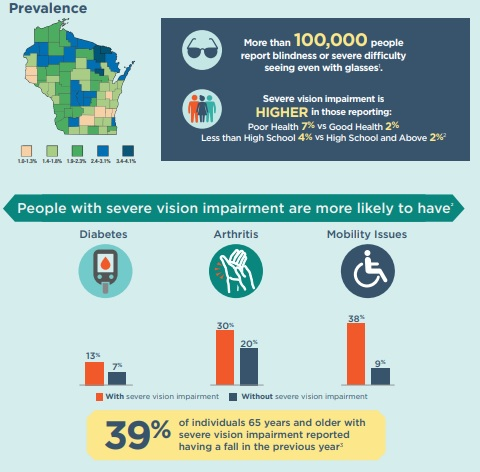 Prevalence
More than 100,000 people
report blindness or severe difficulty
seeing even with glasses¹.
Severe vision impairment is
HIGHER in those reporting:
Poor Health 7% vs Good Health 2%
Less than High School 4% vs High School and Above 2%²
1.0-1.3% 1.4-1.8% 1.9-2.3% 2.4-3.1% 3.4-4.1%
People with severe vision impairment are more likely to have²
Diabetes Arthritis Mobility Issues
13% 7% 30% 20% 38% 9%
With severe vision impairment Without severe vision impairment
39% of individuals 65 years and older with
severe vision impairment reported
having a fall in the previous year³